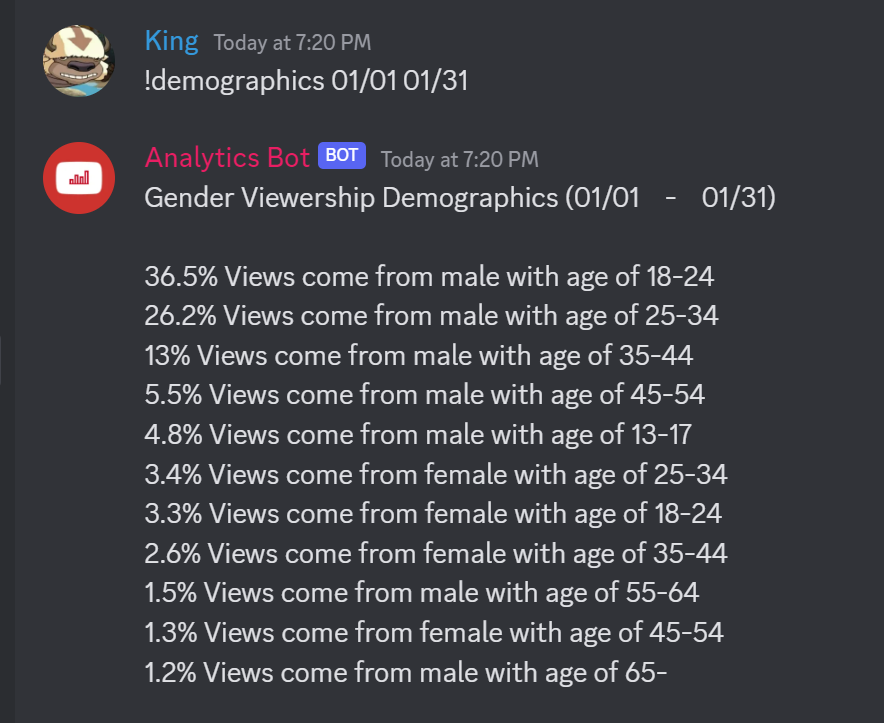 King Today at 7:20 PM
!demographics 01/01 01/31
Analytics Bot BOT Today at 7:20 PM
Gender Viewership Demographics (01/01 - 01/31)
36.5% Views come from male with age of 18-24
26.2% Views come from male with age of 25-34
13% Views come from male with age of 35-44
5.5% Views come from male with age of 45-54
4.8% Views come from male with age of 13-17
3.4% Views come from female with age of 25-34
3.3% Views come from female with age of 18-24
2.6% Views come from female with age of 35-44
1.5% Views come from male with age of 55-64
1.3% Views come from female with age of 45-54
1.2% Views come from male with age of 65-